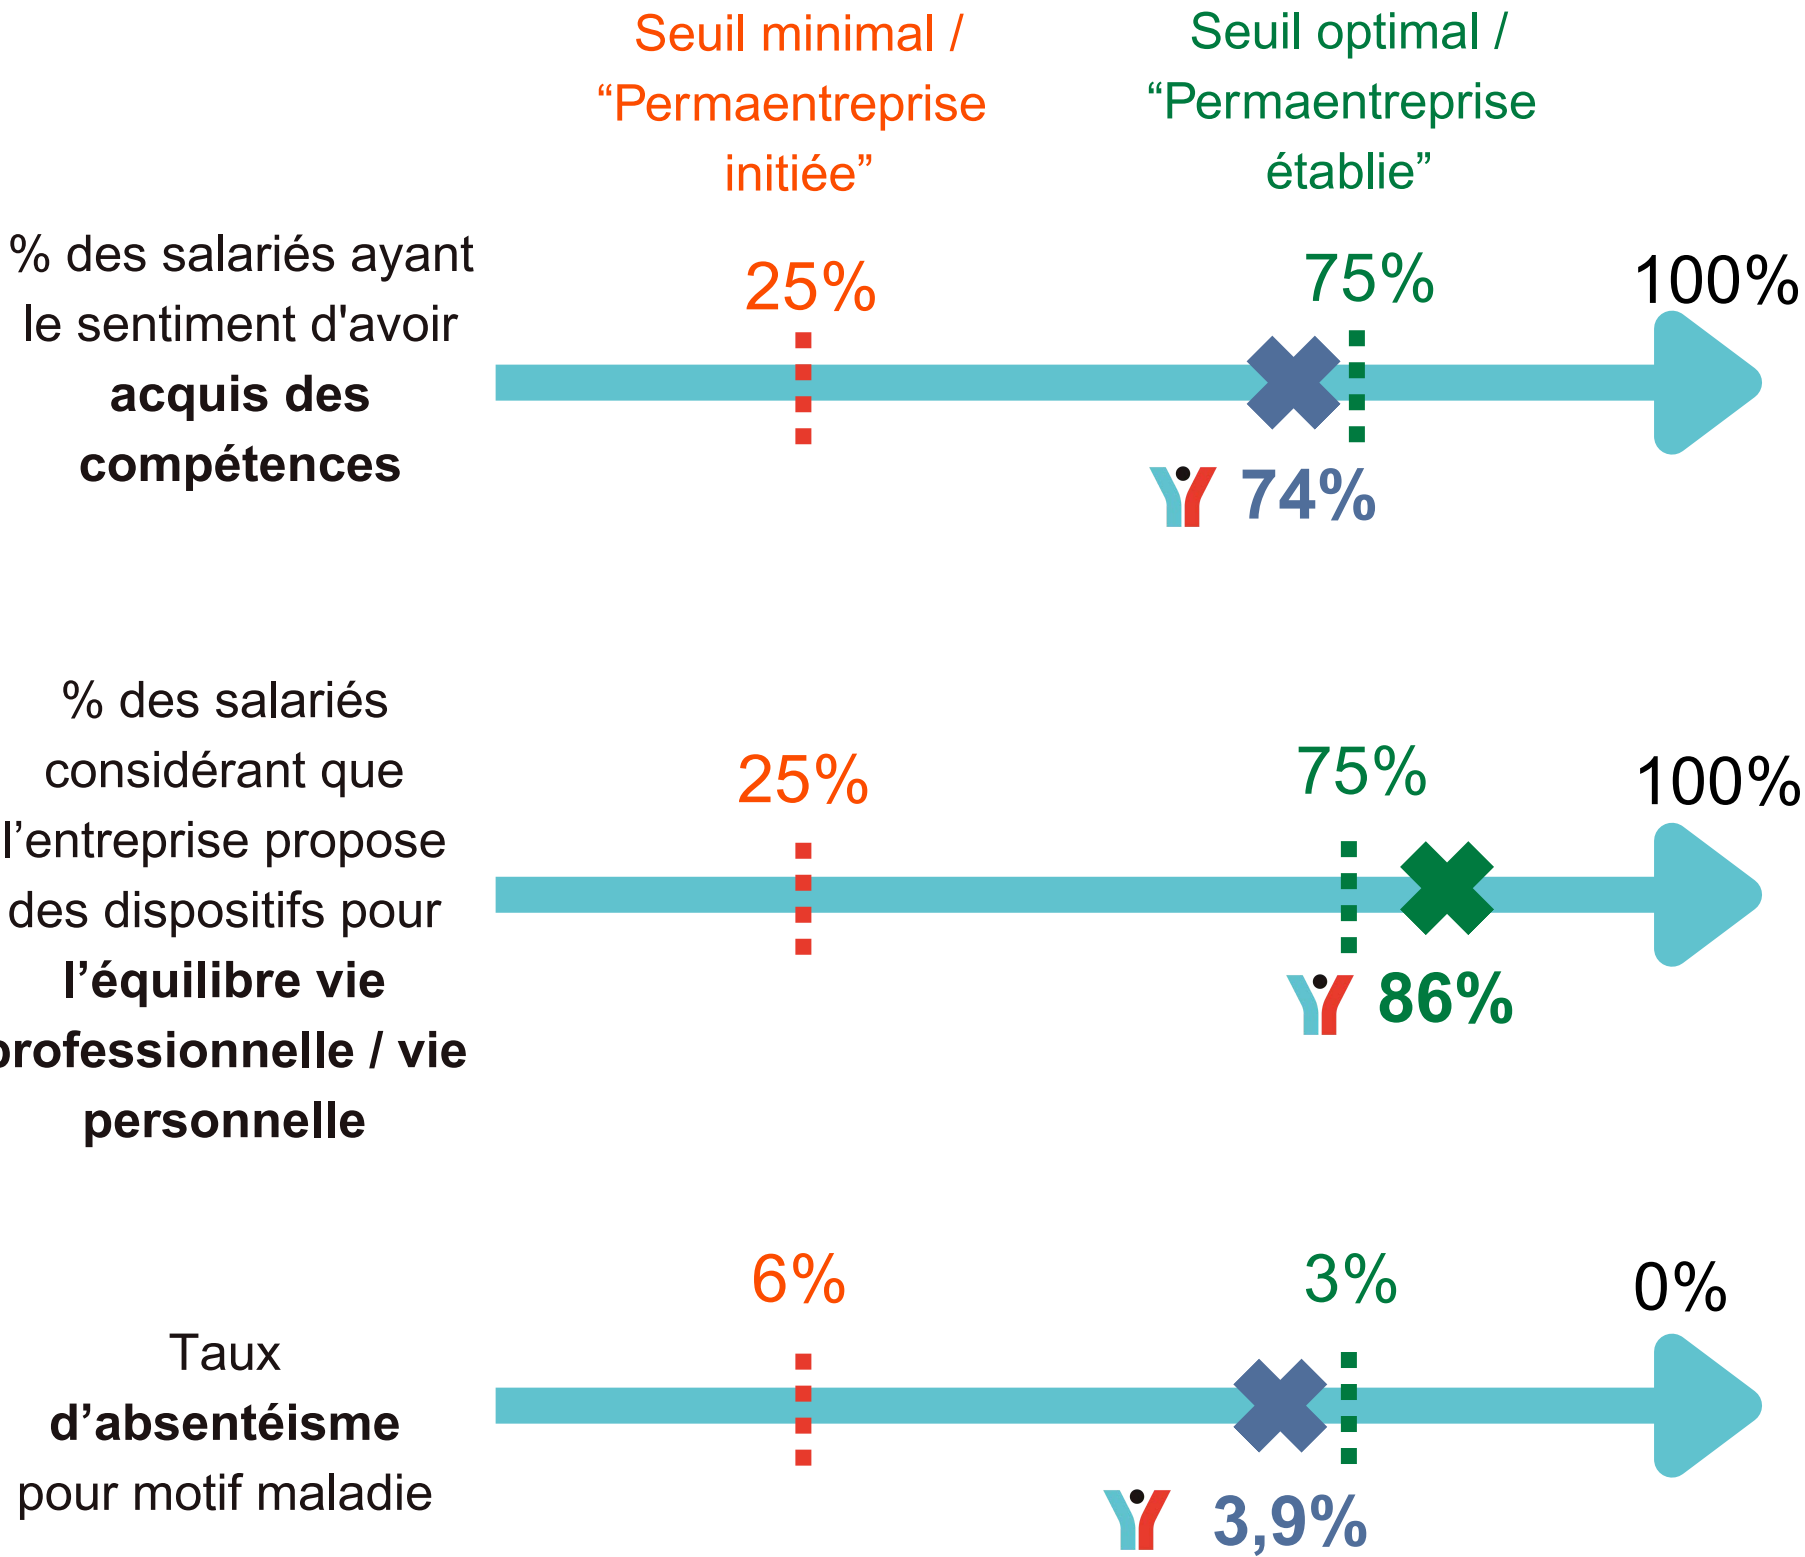 Seuil minimal /
“Permaentreprise
initiée”
Seuil optimal /
“Permaentreprise
établie”
% des salariés ayant
le sentiment d'avoir
acquis des
compétences
25%
75%
100%
74%
% des salariés
considérant que
l’entreprise propose
des dispositifs pour
l’équilibre vie
professionnelle / vie
personnelle
25%
75%
100%
86%
Taux
d’absentéisme
pour motif maladie
6%
3%
0%
3,9%